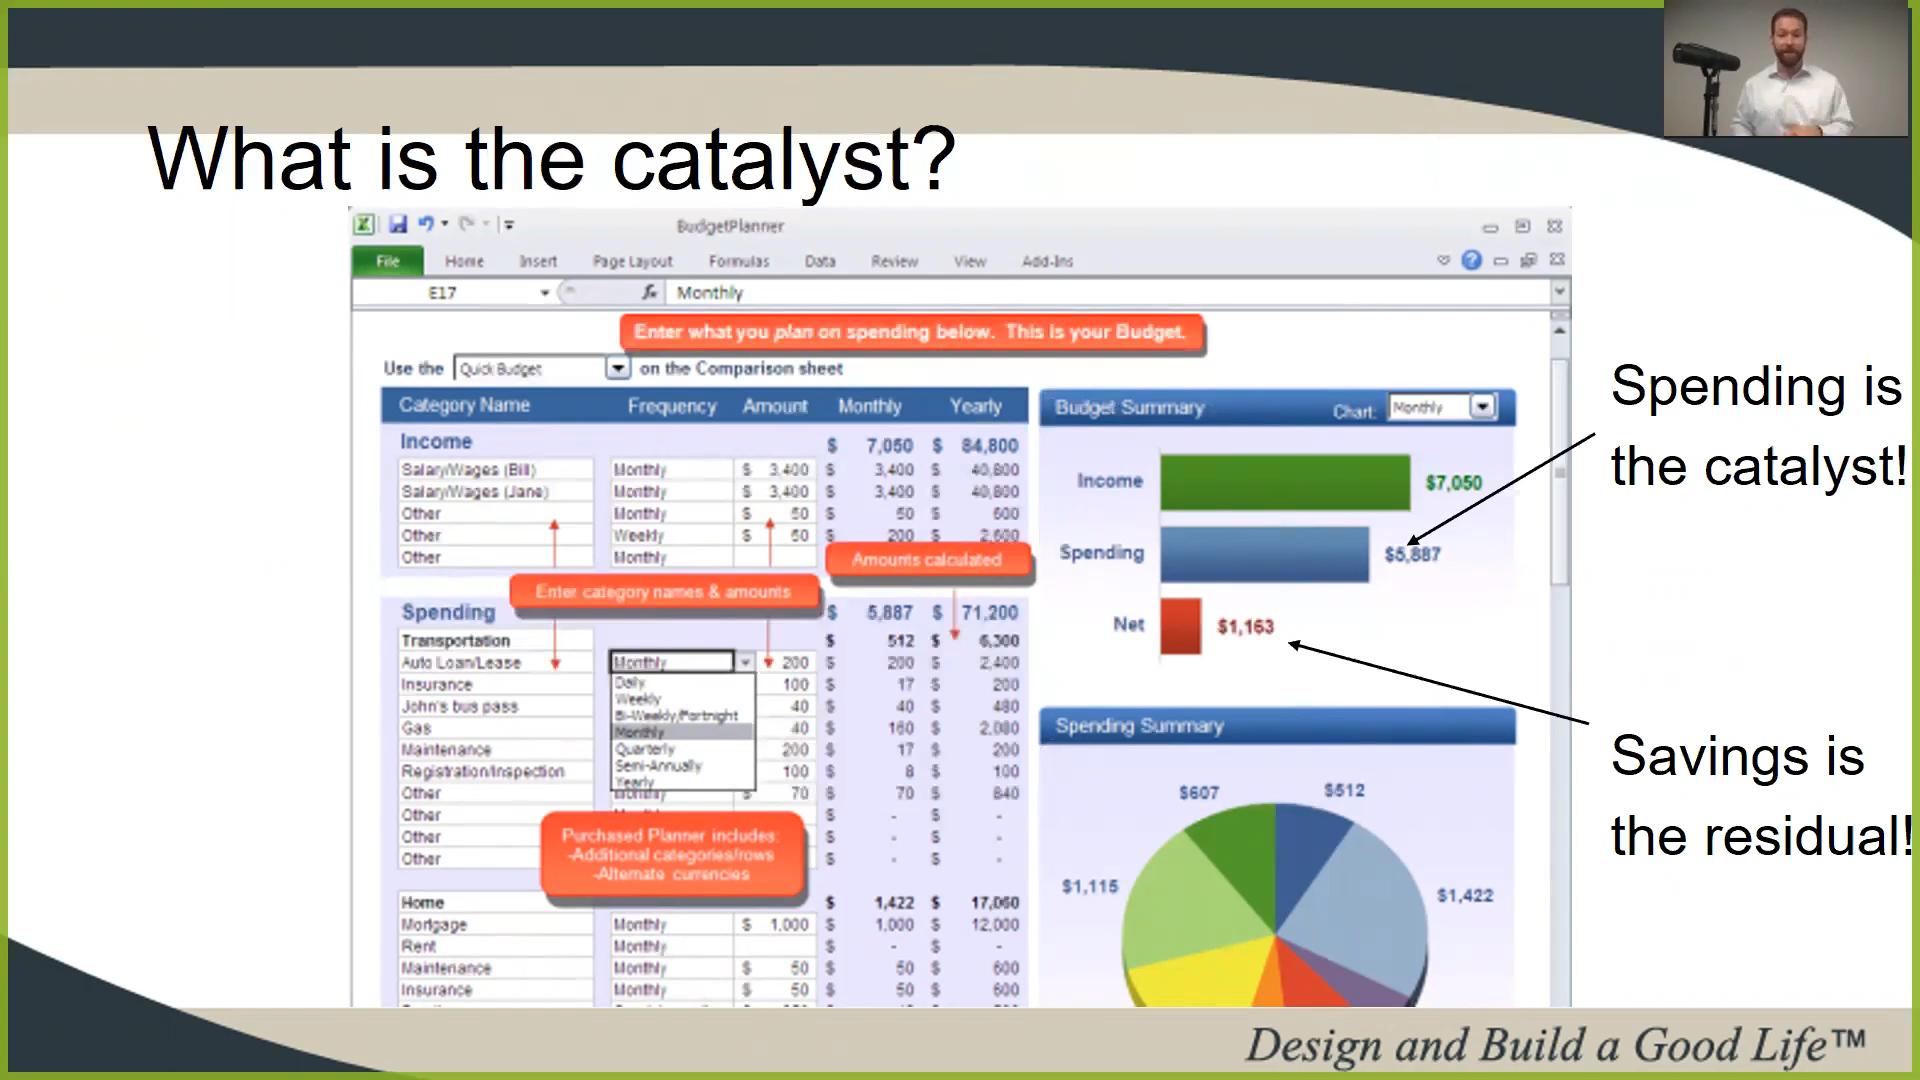 What is the catalyst?
BudgetPlanner
File Home Insert Page Layout Formulas Data Review View Add-Ins
E17 fx Monthly
Enter what you plan on spending below. This is your Budget.
Use the Quick Budget on the Comparison sheet
Category Name Frequency Amount Monthly Yearly
Income $ 7,050 $ 84,800
Salary/Wages (Bill) Monthly $ 3,400 $ 3,400 $ 40,800
Salary/Wages (Jane) Monthly $ 3,400 $ 3,400 $ 40,800
Other Monthly $ 50 $ 50 $ 600
Other Weekly $ 50 $ 200 $ 2,600
Other Monthly
Amounts calculated
Enter category names & amounts
Spending $ 5,887 $ 71,200
Transportation $ 512 $ 6,300
Auto Loan/Lease Monthly 200 $ 200 $ 2,400
Insurance 100 $ 17 $ 200
John's bus pass 40 $ 40 $ 480
Gas 40 $ 160 $ 2,080
Maintenance 200 $ 17 $ 200
Registration/Inspection 100 $ 8 $ 100
Other Monthly $ 70 $ 70 $ 840
Other $ - $ -
Other $ - $ -
Other $ - $ -
Daily
Weekly
Bi-Weekly/Fortnight
Monthly
Quarterly
Semi-Annually
Yearly
Purchased Planner includes:
-Additional categories/rows
-Alternate currencies
Home $ 1,422 $ 17,060
Mortgage Monthly $ 1,000 $ 1,000 $ 12,000
Rent Monthly $ - $ -
Maintenance Monthly $ 50 $ 50 $ 600
Insurance Monthly $ 50 $ 50 $ 600
Budget Summary Chart: Monthly
Income $7,050
Spending $5,887
Net $1,163
Spending Summary
$607 $512
$1,115 $1,422
Spending is
the catalyst!
Savings is
the residual!
Design and Build a Good Life™